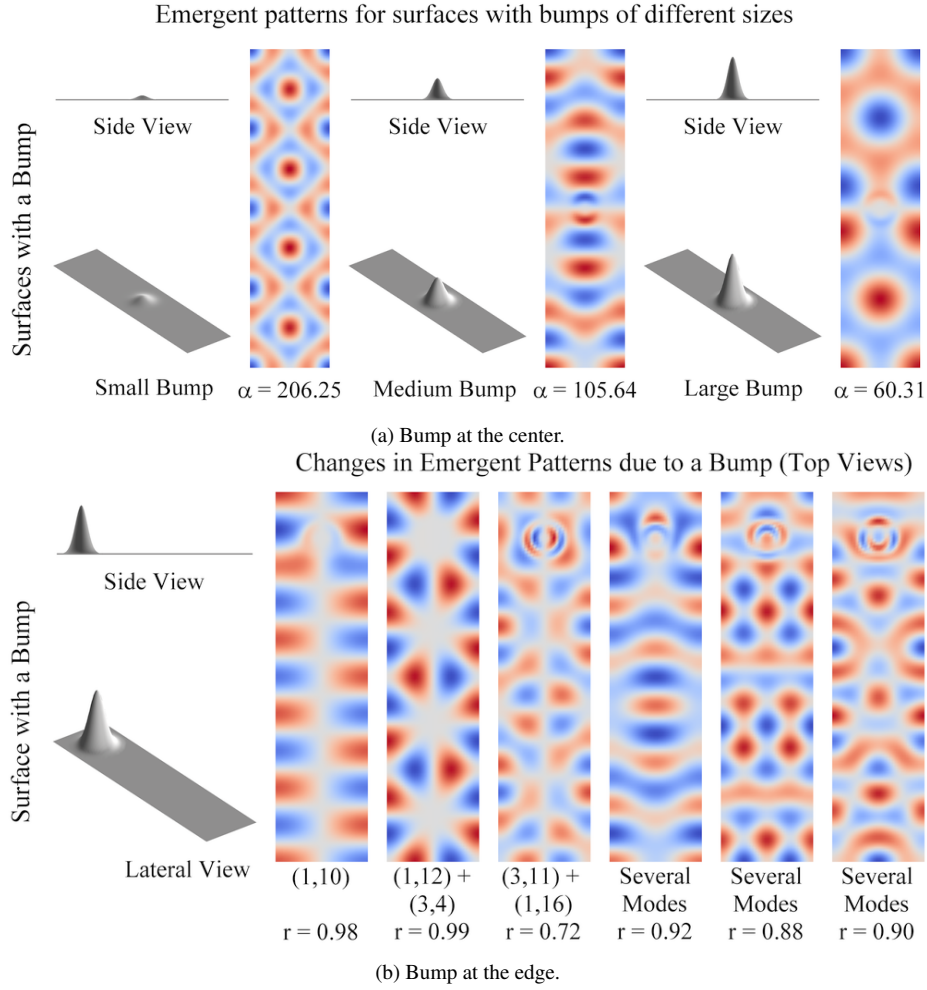 Emergent patterns for surfaces with bumps of different sizes
Surfaces with a Bump
Side View
Side View
Side View
Small Bump
α = 206.25
Medium Bump
α = 105.64
Large Bump
α = 60.31
(a) Bump at the center.
Changes in Emergent Patterns due to a Bump (Top Views)
Surface with a Bump
Side View
Lateral View
(1,10)
r = 0.98
(1,12) +
(3,4)
r = 0.99
(3,11) +
(1,16)
r = 0.72
Several
Modes
r = 0.92
Several
Modes
r = 0.88
Several
Modes
r = 0.90
(b) Bump at the edge.